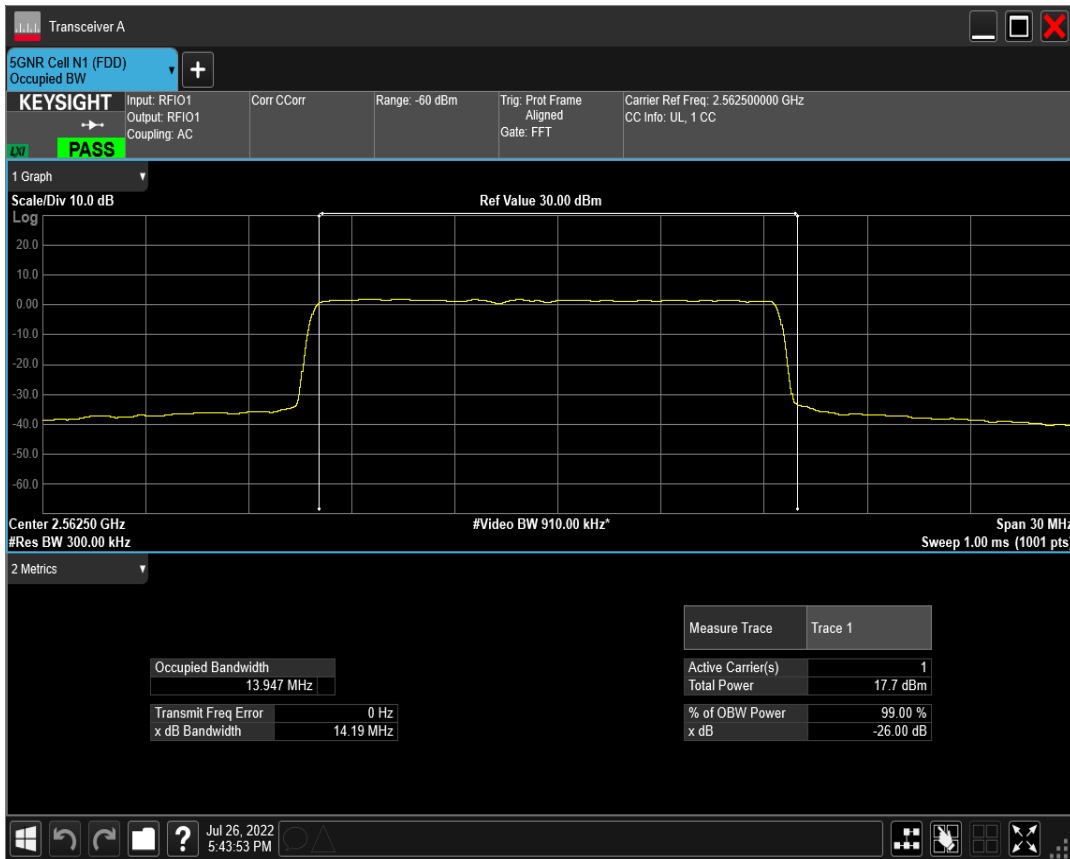 Transceiver A
5GNR Cell N1 (FDD)
Occupied BW
+
KEYSIGHT
LXI
PASS
Input: RFIO1
Output: RFIO1
Coupling: AC
Corr CCorr
Range: -60 dBm
Trig: Prot Frame
Aligned
Gate: FFT
Carrier Ref Freq: 2.562500000 GHz
CC Info: UL, 1 CC
1 Graph
Scale/Div 10.0 dB
Ref Value 30.00 dBm
Log
20.0
10.0
0.00
-10.0
-20.0
-30.0
-40.0
-50.0
-60.0
Center 2.56250 GHz
#Video BW 910.00 kHz*
Span 30 MHz
#Res BW 300.00 kHz
Sweep 1.00 ms (1001 pts)
2 Metrics
Measure Trace Trace 1
Occupied Bandwidth
13.947 MHz
Transmit Freq Error 0 Hz
x dB Bandwidth 14.19 MHz
Active Carrier(s) 1
Total Power 17.7 dBm
% of OBW Power 99.00 %
x dB -26.00 dB
?
Jul 26, 2022
5:43:53 PM